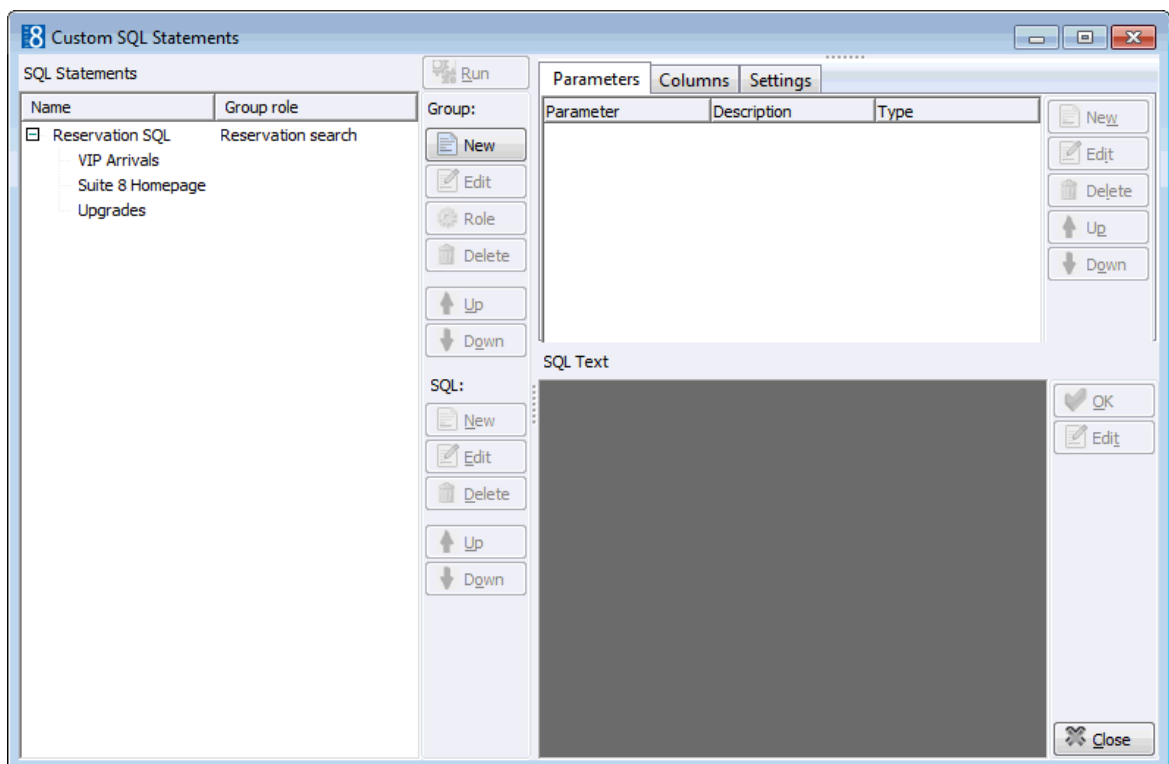 8 Custom SQL Statements
SQL Statements
Name Group role
Reservation SQL Reservation search
VIP Arrivals
Suite 8 Homepage
Upgrades
Run
Group:
New
Edit
Role
Delete
Up
Down
SQL:
New
Edit
Delete
Up
Down
Parameters Columns Settings
Parameter Description Type
New
Edit
Delete
Up
Down
SQL Text
OK
Edit
Close